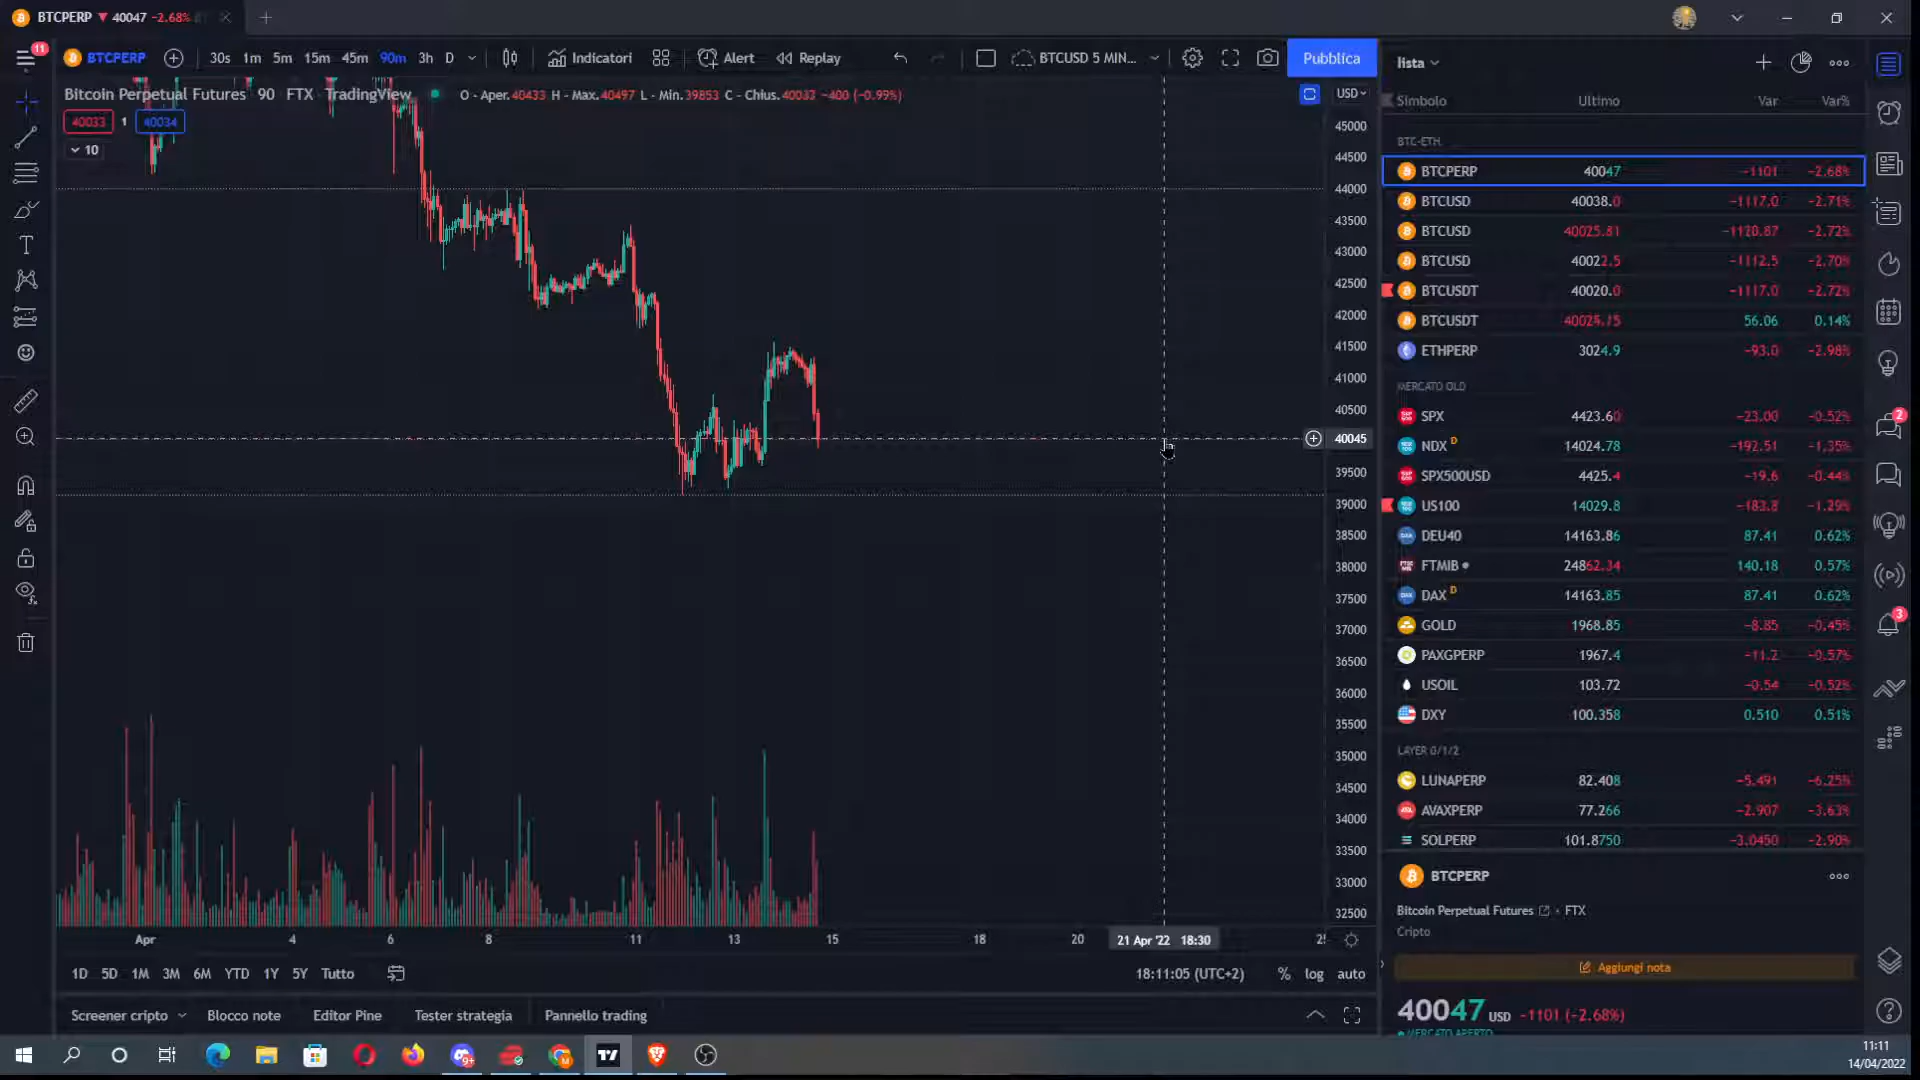 BTCPERP ▼ 40047 -2.68%
11
BTCPERP 30s 1m 5m 15m 45m 90m 3h D Indicatori Alert Replay BTCUSD 5 MIN... Pubblica
Bitcoin Perpetual Futures 90 FTX TradingView O - Aper.40433 H - Max.40497 L - Min.39853 C - Chius.40033 -400 (-0.99%)
USD
40033 1 40034
10
45000
44500
44000
43500
43000
42500
42000
41500
41000
40500
40045
39500
39000
38500
38000
37500
37000
36500
36000
35500
35000
34500
34000
33500
33000
32500
Apr 4 6 8 11 13 15 18 20 21 Apr '22 18:30
1D 5D 1M 3M 6M YTD 1Y 5Y Tutto 18:11:05 (UTC+2) % log auto
Screener cripto Blocco note Editor Pine Tester strategia Pannello trading
lista
Simbolo Ultimo Var Var%
BTC-ETH
BTCPERP 40047 -1101 -2.68%
BTCUSD 40038.0 -1117.0 -2.71%
BTCUSD 40025.81 -1120.87 -2.72%
BTCUSD 40022.5 -1112.5 -2.70%
BTCUSDT 40020.0 -1117.0 -2.72%
BTCUSDT 40024.15 56.06 0.14%
ETHPERP 3024.9 -93.0 -2.98%
MERCATO OLD
SPX 4423.60 -23.00 -0.52%
NDX D 14024.78 -192.51 -1.35%
SPX500USD 4425.4 -19.6 -0.44%
US100 14029.8 -183.8 -1.29%
DEU40 14163.86 87.41 0.62%
FTMIB 24862.34 140.18 0.57%
DAX D 14163.85 87.41 0.62%
GOLD 1968.85 -8.85 -0.45%
PAXGPERP 1967.4 -11.2 -0.57%
USOIL 103.72 -0.54 -0.52%
DXY 100.358 0.510 0.51%
LAYER 0/1/2
LUNAPERP 82.408 -5.491 -6.25%
AVAXPERP 77.266 -2.907 -3.63%
SOLPERP 101.8750 -3.0450 -2.90%
BTCPERP
Bitcoin Perpetual Futures · FTX
Cripto
Aggiungi nota
40047 USD -1101 (-2.68%)
MERCATO APERTO
2
3
9+
11:11
14/04/2022